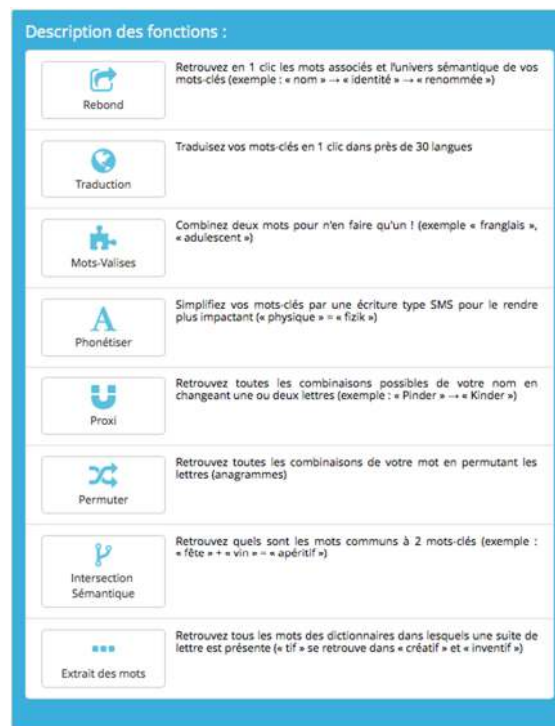 Description des fonctions :
Rebond
Retrouvez en 1 clic les mots associés et l'univers sémantique de vos
mots-clés (exemple : « nom » → « identité » → « renommée »)
Traduction
Traduisez vos mots-clés en 1 clic dans près de 30 langues
Mots-Valises
Combinez deux mots pour n'en faire qu'un ! (exemple « franglais »,
« adulescent »)
Phonétiser
Simplifiez vos mots-clés par une écriture type SMS pour le rendre
plus impactant (« physique » = « fizik »)
Proxi
Retrouvez toutes les combinaisons possibles de votre nom en
changeant une ou deux lettres (exemple : « Pinder » → « Kinder »)
Permuter
Retrouvez toutes les combinaisons de votre mot en permutant les
lettres (anagrammes)
Intersection
Sémantique
Retrouvez quels sont les mots communs à 2 mots-clés (exemple :
« fête » + « vin » = « apéritif »)
Extrait des mots
Retrouvez tous les mots des dictionnaires dans lesquels une suite de
lettre est présente (« tif » se retrouve dans « créatif » et « inventif »)